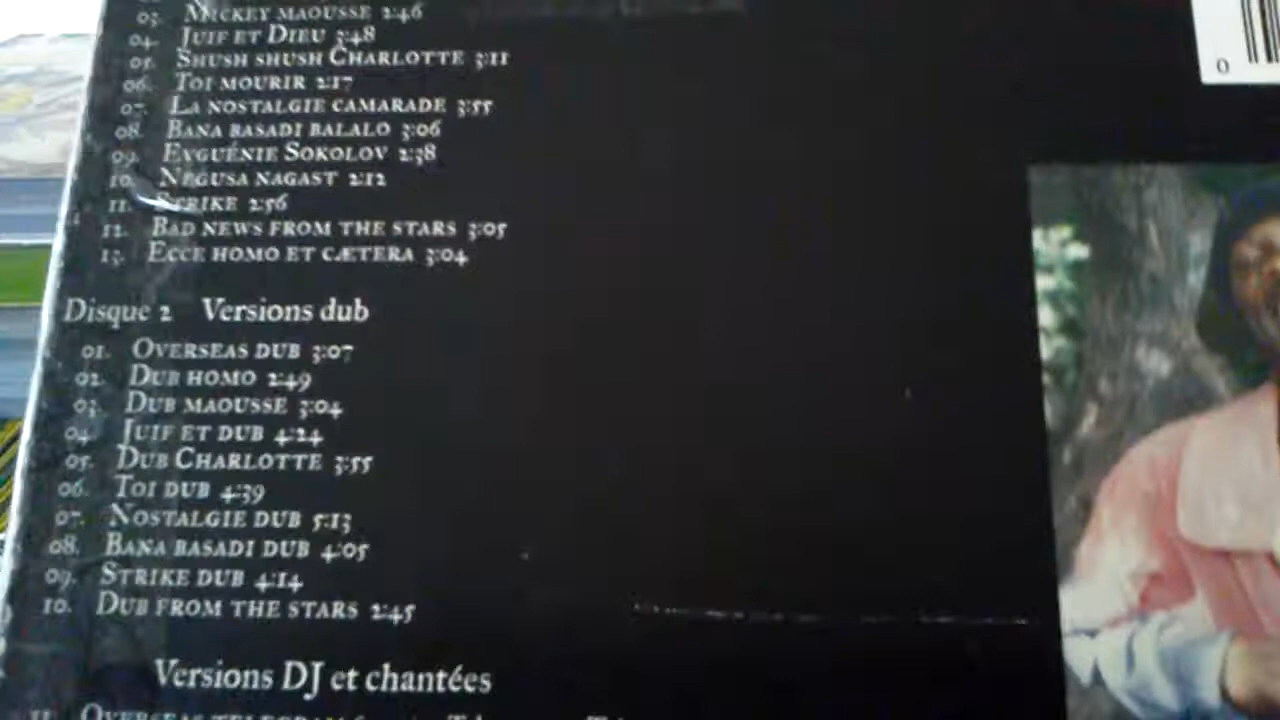 03. Mickey maousse 2:46
04. Juif et Dieu 3:48
05. Shush shush Charlotte 3:11
06. Toi mourir 2:17
07. La nostalgie camarade 3:55
08. Bana basadi balalo 3:06
09. Evguénie Sokolov 2:38
10. Negusa nagast 2:12
11. Strike 2:56
12. Bad news from the stars 3:05
13. Ecce homo et cætera 3:04
Disque 2 Versions dub
01. Overseas dub 3:07
02. Dub homo 2:49
03. Dub maousse 3:04
04. Juif et dub 4:24
05. Dub Charlotte 3:55
06. Toi dub 4:39
07. Nostalgie dub 5:13
08. Bana basadi dub 4:05
09. Strike dub 4:14
10. Dub from the stars 2:45
Versions DJ et chantées
11. Overseas telegram
0